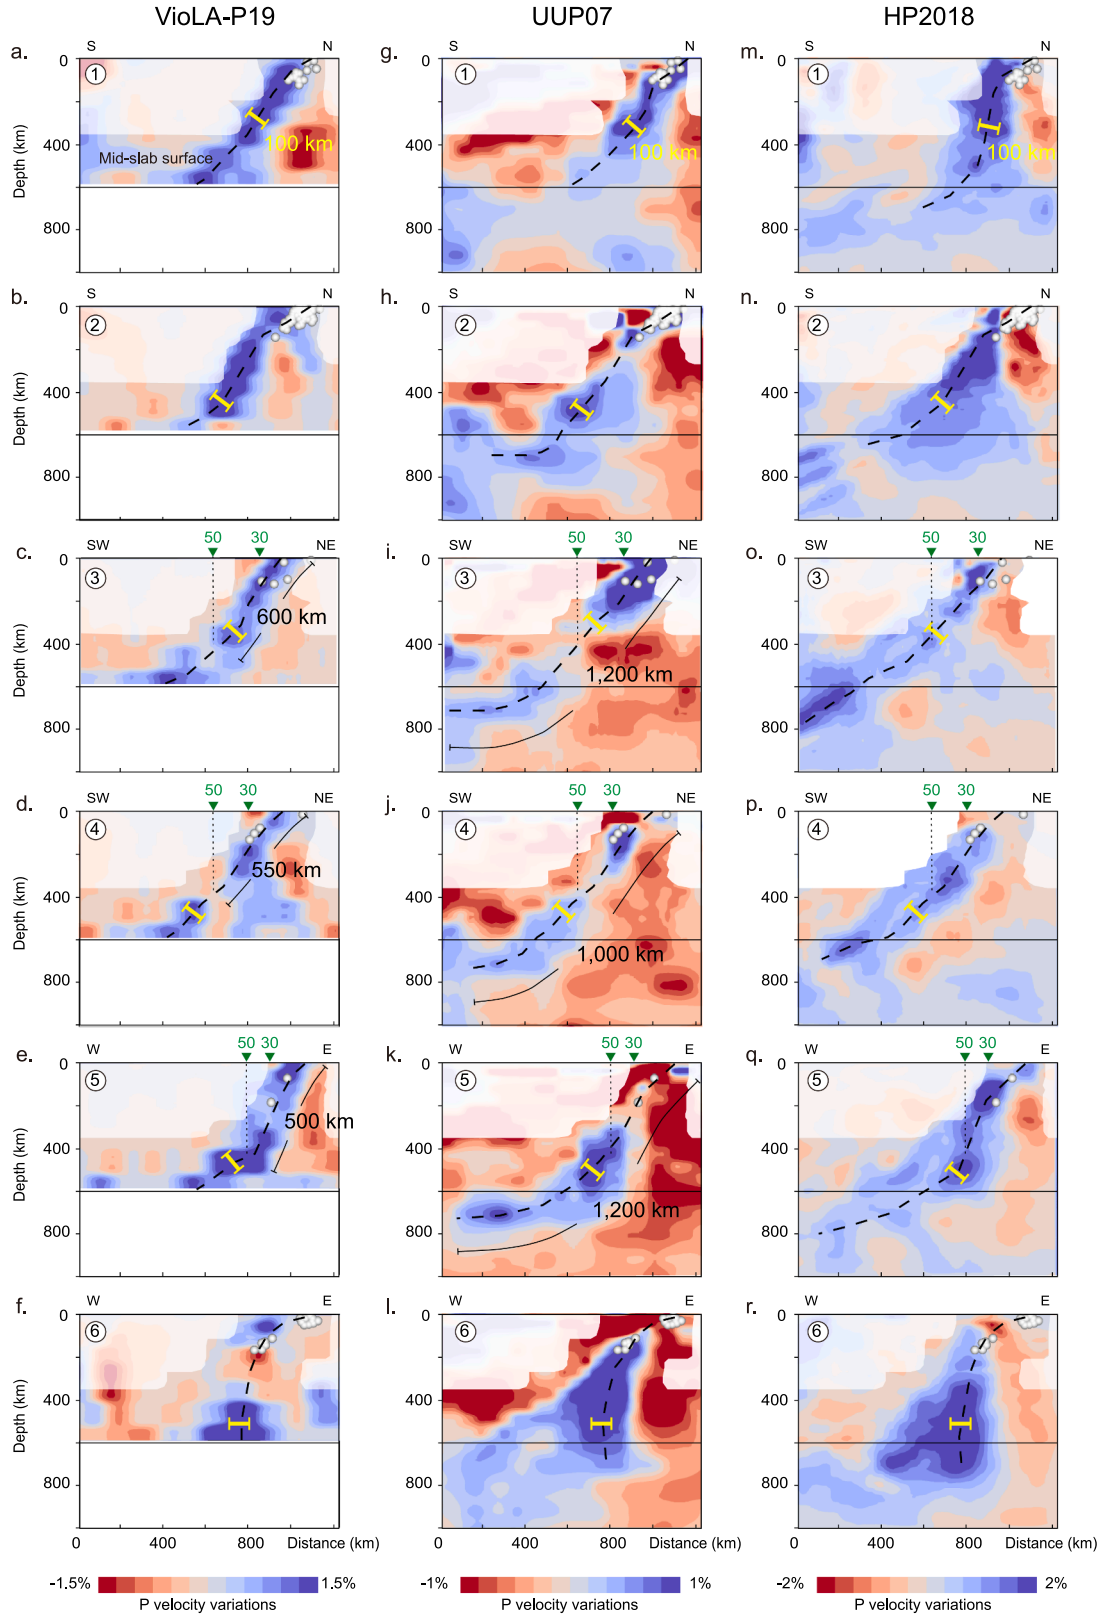 VioLA-P19 UUP07 HP2018
a. S N g. S N m. S N
0 1 0 1 0 1
400 100 km 400 100 km 400 100 km
Mid-slab surface
Depth (km)
800 800 800
b. S N h. S N n. S N
0 2 0 2 0 2
400 400 400
Depth (km)
800 800 800
50 30 50 30 50 30
c. SW NE i. SW NE o.
0 3 0 3 0 3
600 km
400 400 400
Depth (km)
1,200 km
800 800 800
50 30 50 30 50 30
d. SW NE j. SW NE p.
0 4 0 4 0 4
550 km
400 400 400
Depth (km)
1,000 km
800 800 800
50 30 50 30 50 30
e. W E k. W E q. W E
0 5 0 5 0 5
500 km
400 400 400
Depth (km)
1,200 km
800 800 800
f. W E l. W E r. W E
0 6 0 6 0 6
400 400 400
Depth (km)
800 800 800
0 400 800 Distance (km) 0 400 800 Distance (km) 0 400 800 Distance (km)
-1.5% 1.5% -1% 1% -2% 2%
P velocity variations P velocity variations P velocity variations